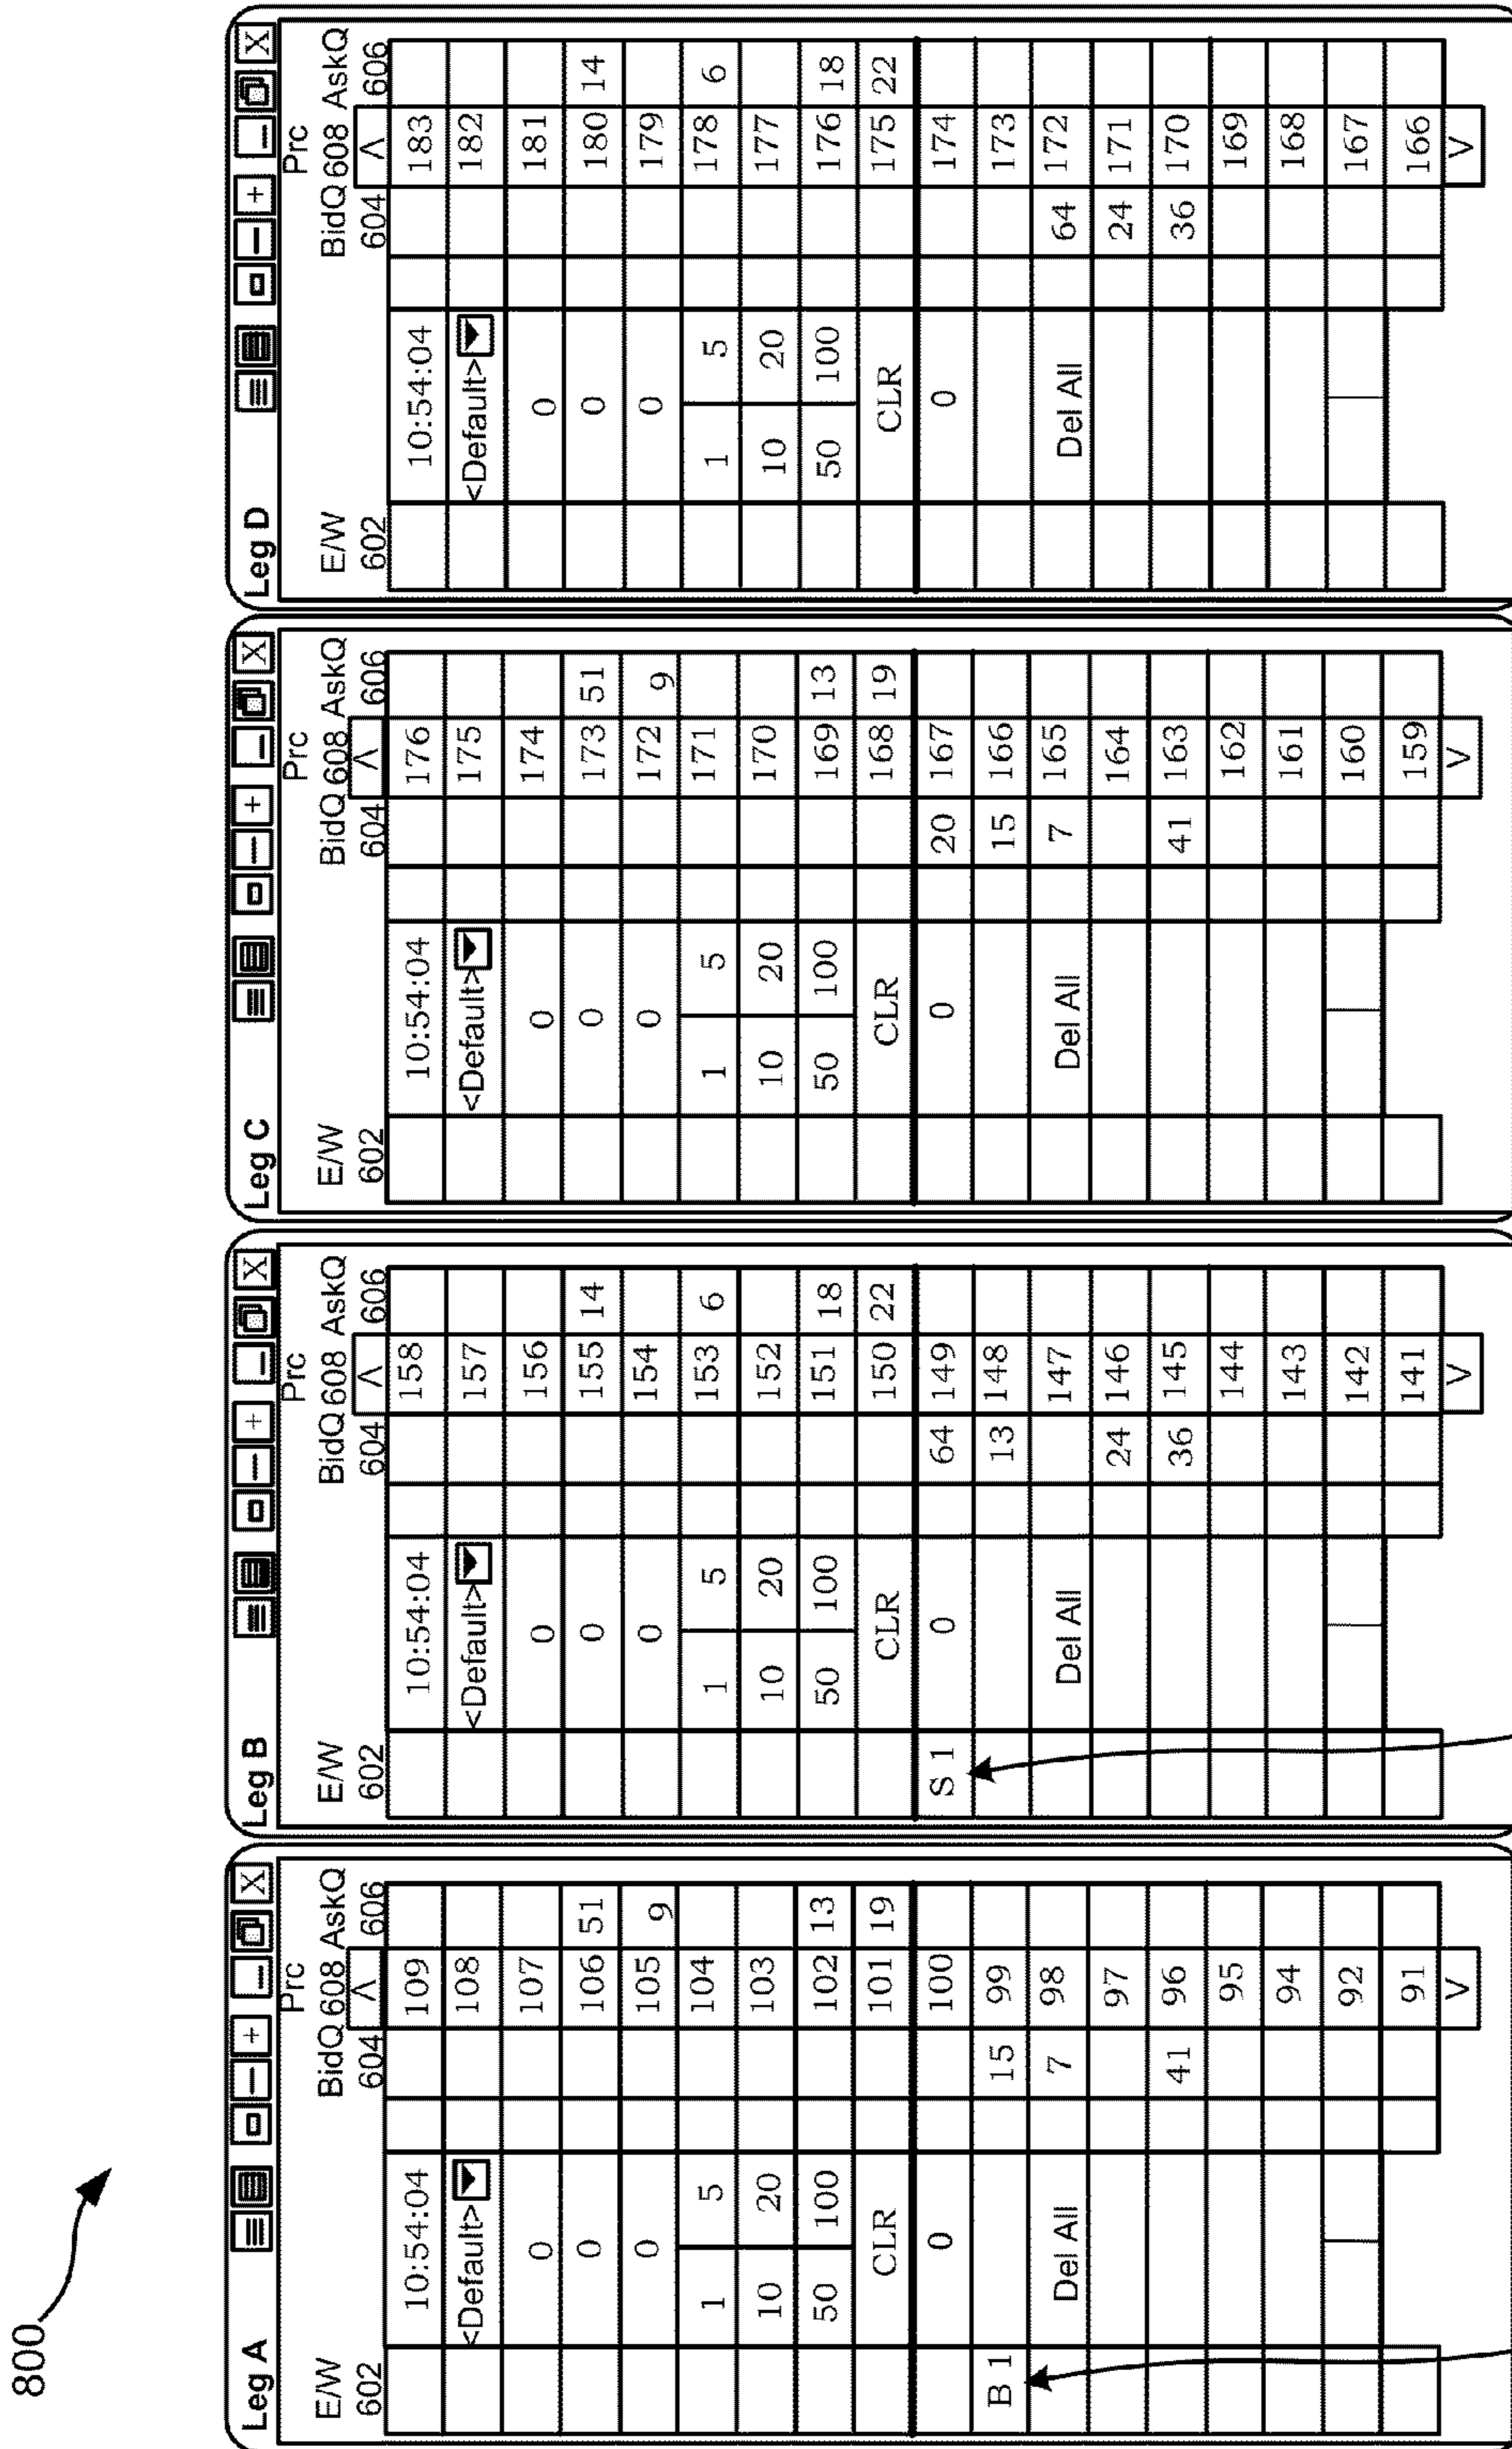 800
Leg A — + _ X
Prc
E/W BidQ 608 AskQ
602 604 Λ 606
10:54:04 109
<Default> 108
0 107
0 106 51
0 105 9
1 5 104
10 20 103
50 100 102 13
CLR 101 19
0 100
B 1 15 99
Del All 7 98
97
41 96
95
94
92
91
V
Leg B — + _ X
Prc
E/W BidQ 608 AskQ
602 604 Λ 606
10:54:04 158
<Default> 157
0 156
0 155 14
0 154
1 5 153 6
10 20 152
50 100 151 18
CLR 150 22
S 1 0 64 149
13 148
Del All 147
24 146
36 145
144
143
142
141
V
Leg C — + _ X
Prc
E/W BidQ 608 AskQ
602 604 Λ 606
10:54:04 176
<Default> 175
0 174
0 173 51
0 172 9
1 5 171
10 20 170
50 100 169 13
CLR 168 19
0 20 167
15 166
Del All 7 165
164
41 163
162
161
160
159
V
Leg D — + _ X
Prc
E/W BidQ 608 AskQ
602 604 Λ 606
10:54:04 183
<Default> 182
0 181
0 180 14
0 179
1 5 178 6
10 20 177
50 100 176 18
CLR 175 22
0 174
173
Del All 64 172
24 171
36 170
169
168
167
166
V